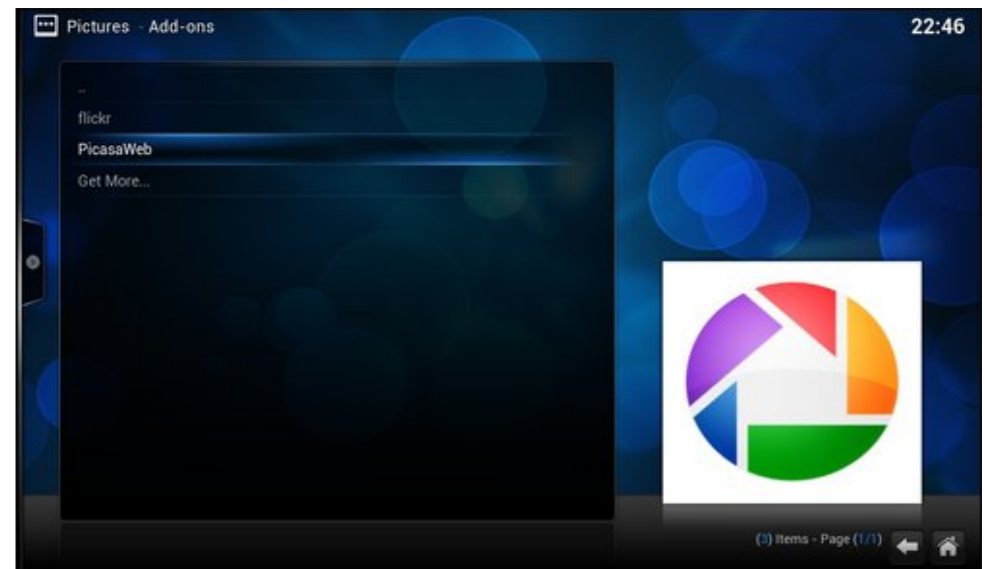 Pictures - Add-ons
22:46
..
flickr
PicasaWeb
Get More...
(3) Items - Page (1/1)